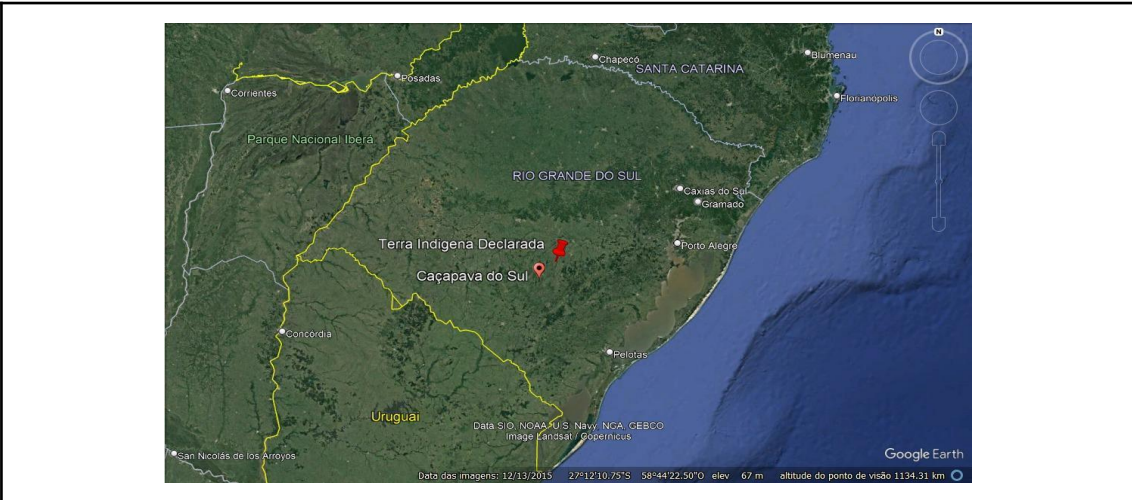 N
Chapecó
Blumenau
SANTA CATARINA
Posadas
Corrientes
Florianópolis
Parque Nacional Iberá
RIO GRANDE DO SUL
Caxias do Sul
Gramado
Terra Indigena Declarada
Porto Alegre
Caçapava do Sul
Concórdia
Pelotas
Uruguai
Data SIO, NOAA, U.S. Navy, NGA, GEBCO
Image Landsat / Copernicus
San Nicolás de los Arroyos
Google Earth
Data das imagens: 12/13/2015 27°12'10.75"S 58°44'22.50"O elev 67 m altitude do ponto de visão 1134.31 km